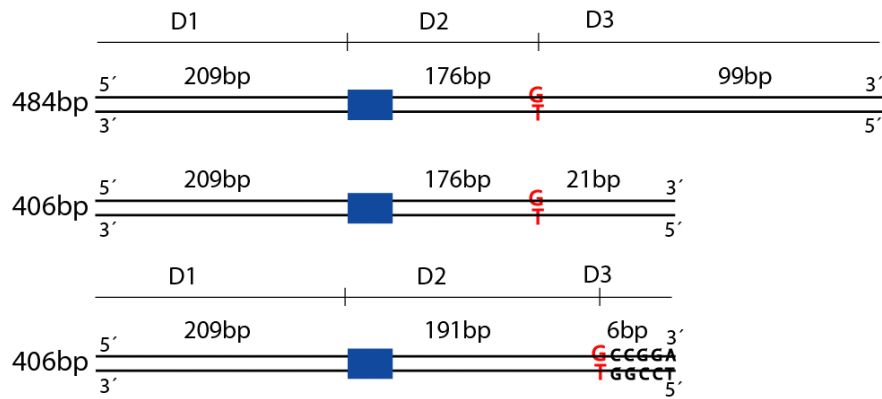 D1 D2 D3
209bp 176bp 99bp
5´ 3´
484bp
G
T
3´ 5´
209bp 176bp 21bp
5´ 3´
406bp
G
T
3´ 5´
D1 D2 D3
209bp 191bp 6bp
5´ 3´
406bp
GCCGGA
TGGCCT
3´ 5´